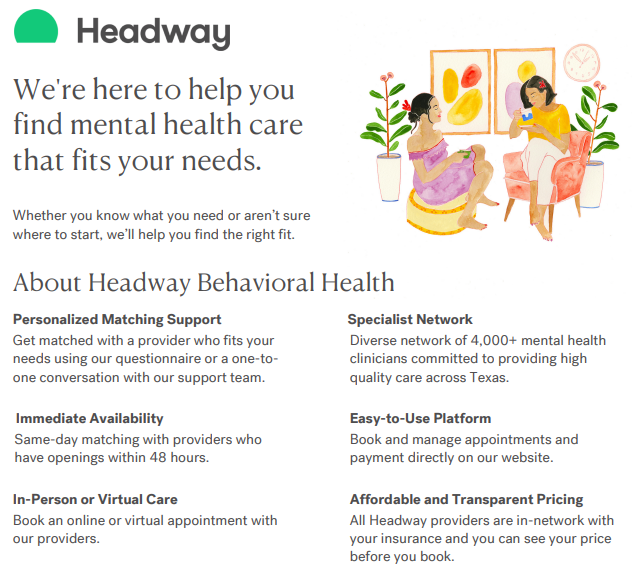 Headway
We're here to help you
find mental health care
that fits your needs.
Whether you know what you need or aren't sure
where to start, we'll help you find the right fit.
About Headway Behavioral Health
Personalized Matching Support
Get matched with a provider who fits your
needs using our questionnaire or a one-to-
one conversation with our support team.
Specialist Network
Diverse network of 4,000+ mental health
clinicians committed to providing high
quality care across Texas.
Immediate Availability
Same-day matching with providers who
have openings within 48 hours.
Easy-to-Use Platform
Book and manage appointments and
payment directly on our website.
In-Person or Virtual Care
Book an online or virtual appointment with
our providers.
Affordable and Transparent Pricing
All Headway providers are in-network with
your insurance and you can see your price
before you book.